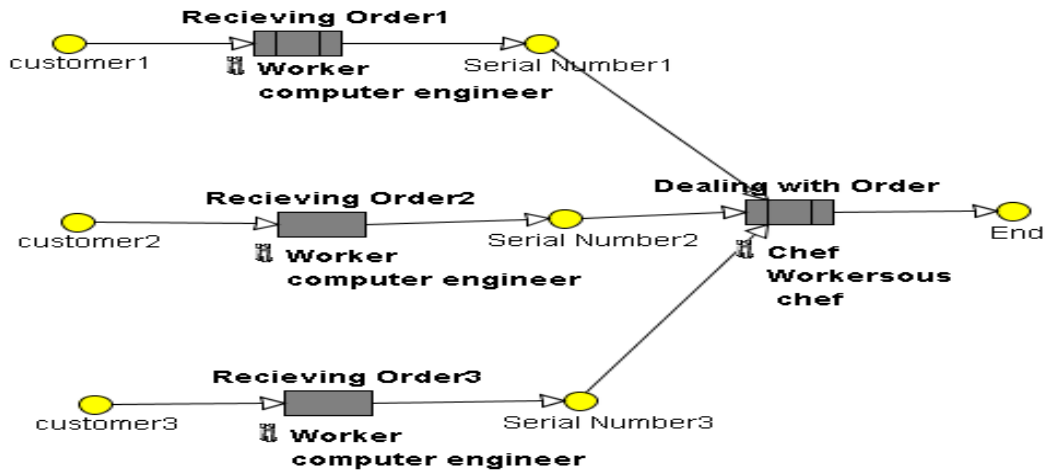 Recieving Order1
customer1
Serial Number1
Worker
computer engineer
Dealing with Order
Recieving Order2
customer2
Serial Number2
End
Worker
computer engineer
Chef
Workersous
chef
Recieving Order3
customer3
Serial Number3
Worker
computer engineer